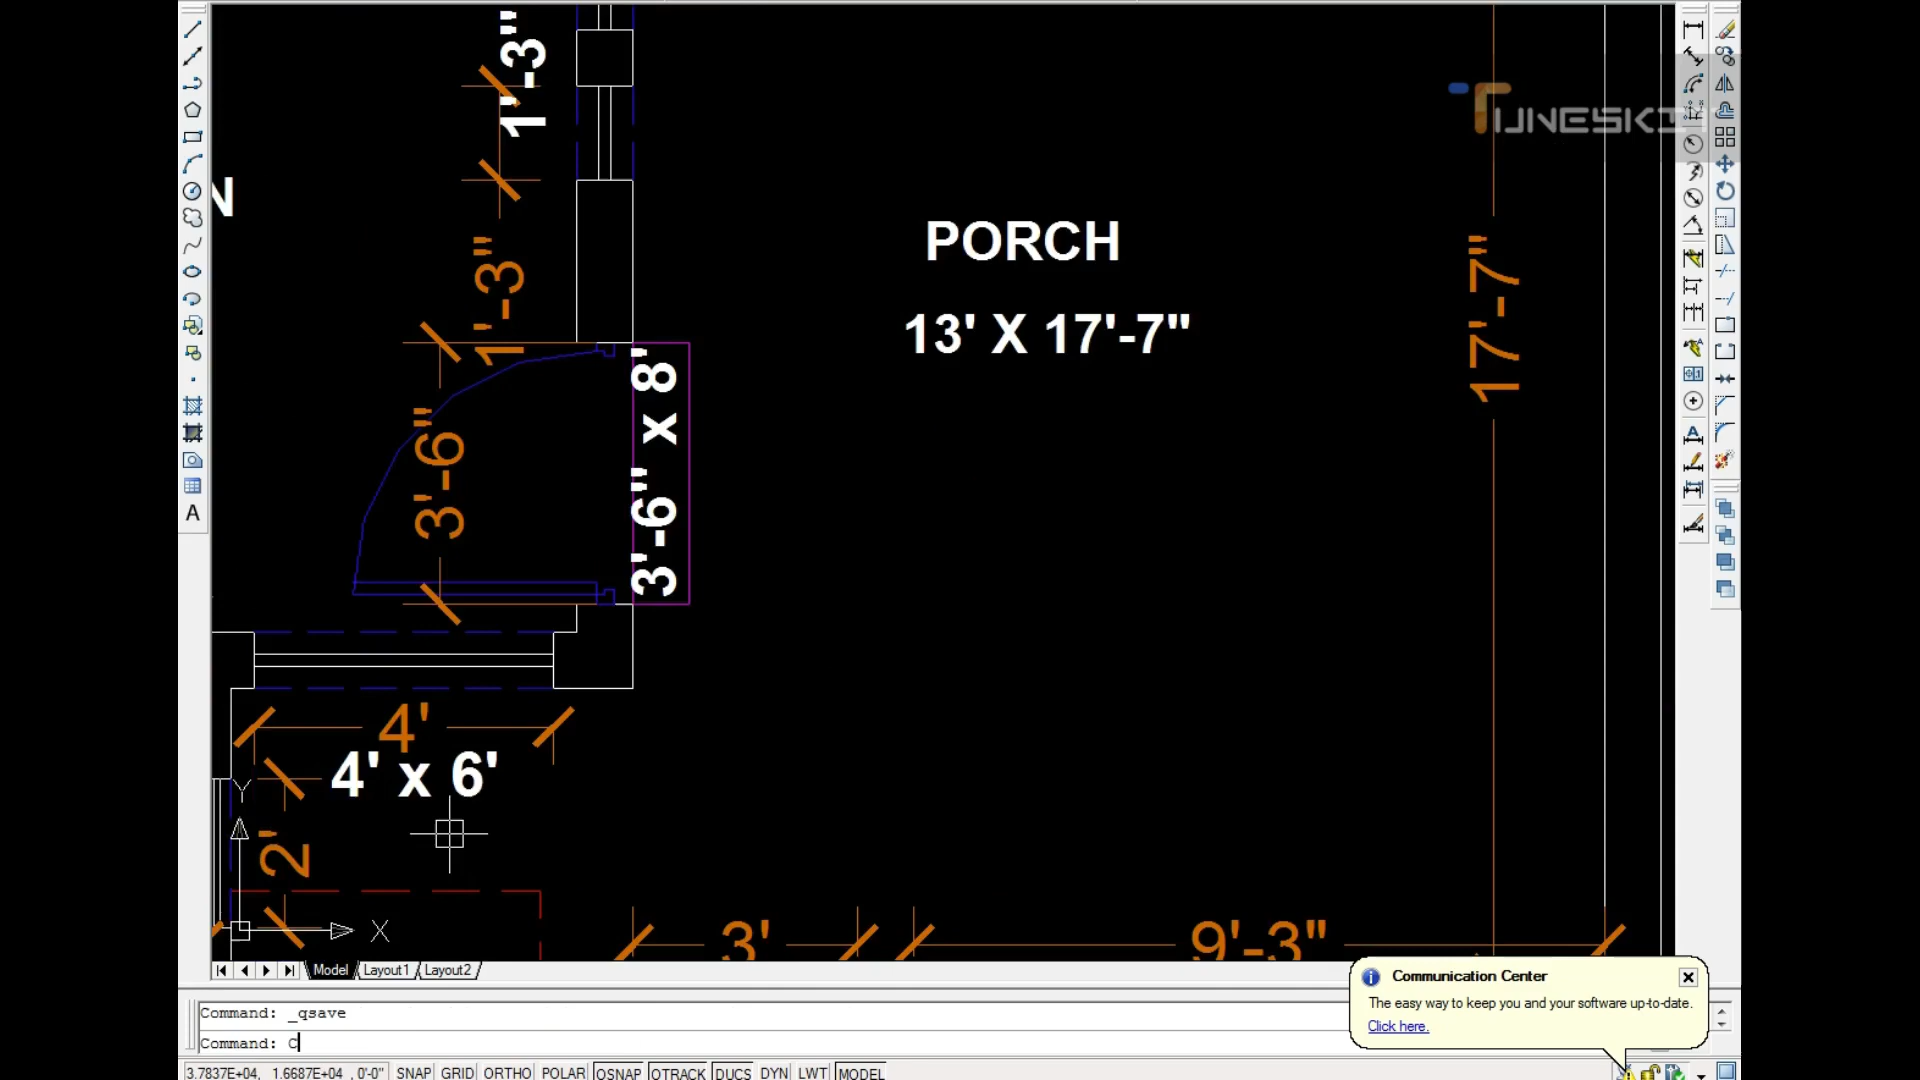 1'-3"
TUNESKIT
N
PORCH
1'-3"
13' X 17'-7"
17'-7"
3'-6"
3'-6" x 8'
4'
4' x 6'
Y
2'
X
3'
9'-3"
A
Model Layout1 Layout2
Communication Center
The easy way to keep you and your software up-to-date.
Click here.
Command: _qsave
Command: C
3.7837E+04, 1.6687E+04 , 0'-0" SNAP GRID ORTHO POLAR OSNAP OTRACK DUCS DYN LWT MODEL